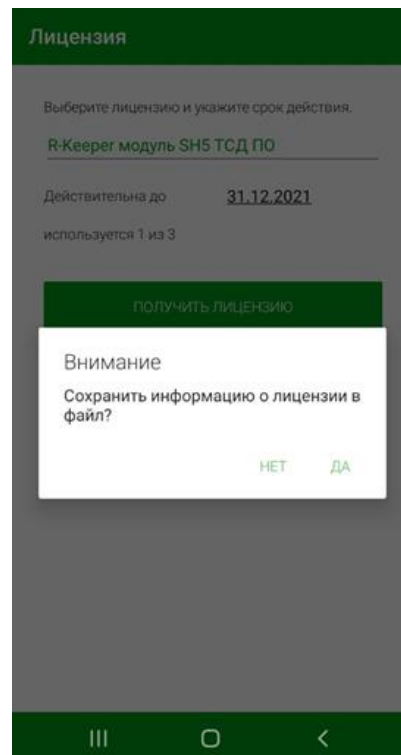 Лицензия
Выберите лицензию и укажите срок действия.
R-Keeper модуль SH5 ТСД ПО
Действительна до 31.12.2021
используется 1 из 3
ПОЛУЧИТЬ ЛИЦЕНЗИЮ
Внимание
Сохранить информацию о лицензии в
файл?
НЕТ ДА